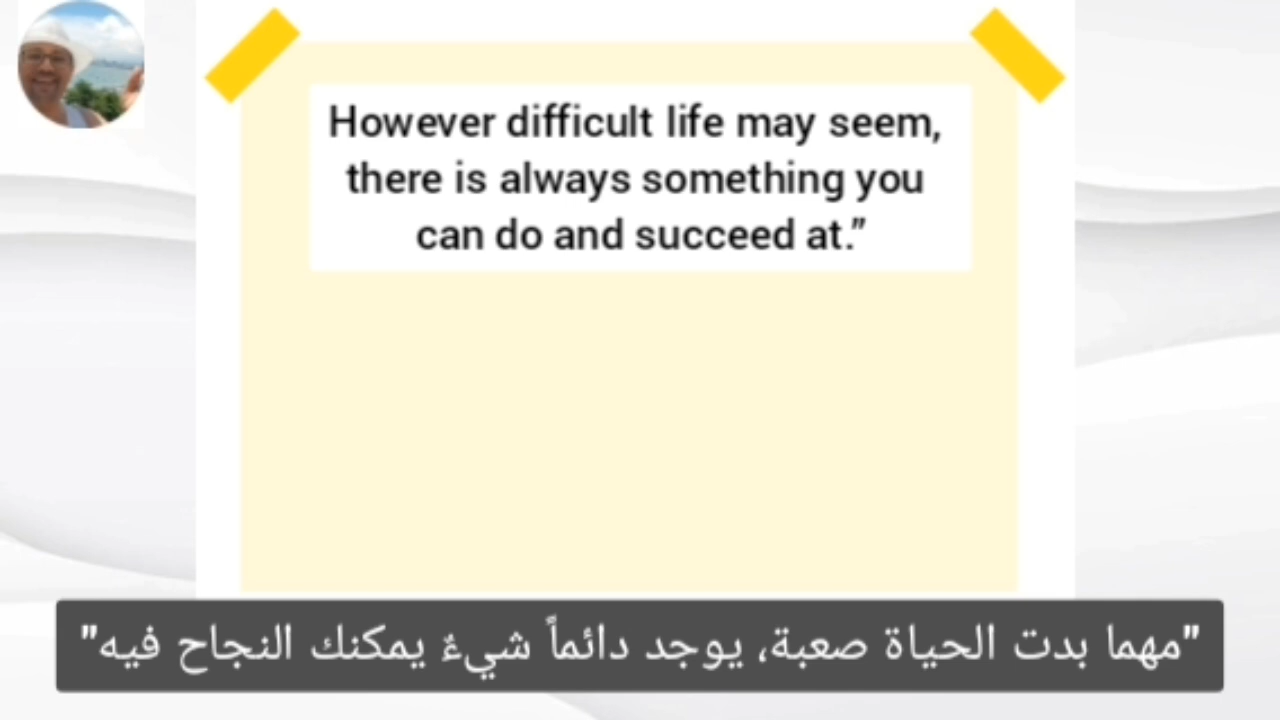 However difficult life may seem,
there is always something you
can do and succeed at.”
"مهما بدت الحياة صعبة، يوجد دائماً شيءٌ يمكنك النجاح فيه"